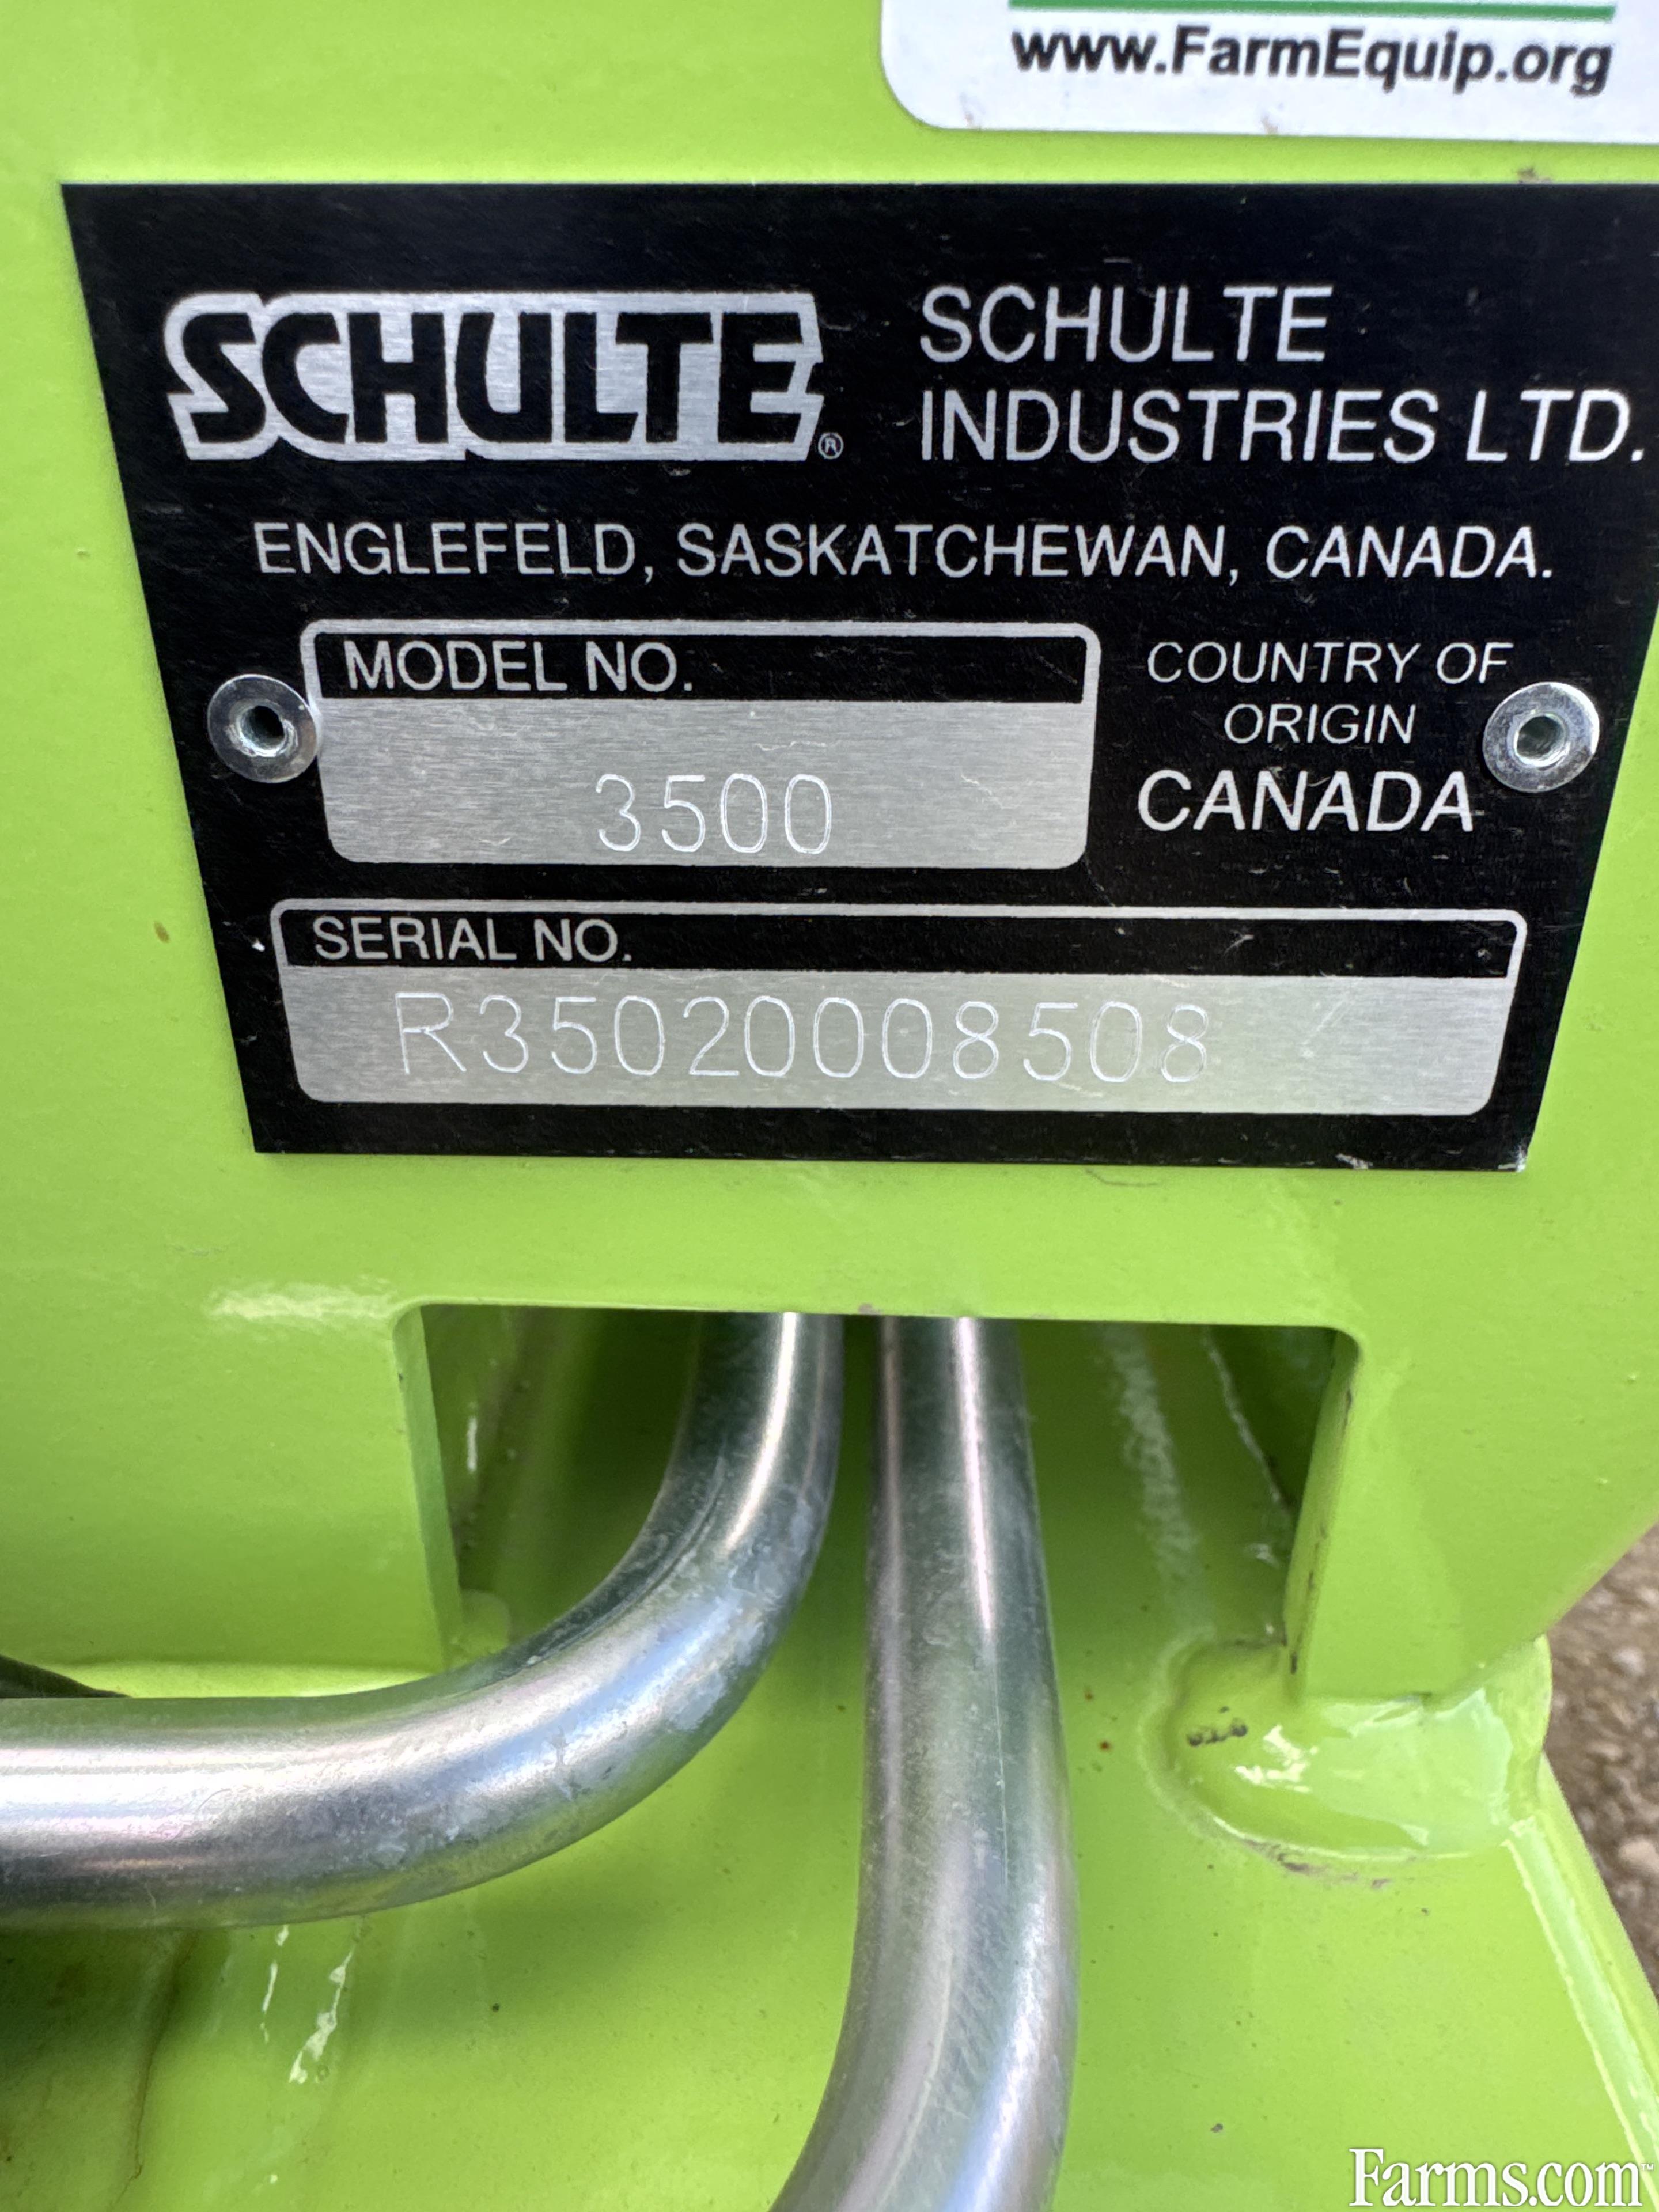 www.FarmEquip.org
SCHULTE®
SCHULTE
INDUSTRIES LTD.
ENGLEFELD, SASKATCHEWAN, CANADA.
MODEL NO.
3500
COUNTRY OF
ORIGIN
CANADA
SERIAL NO.
R35020008508
Farms.com™